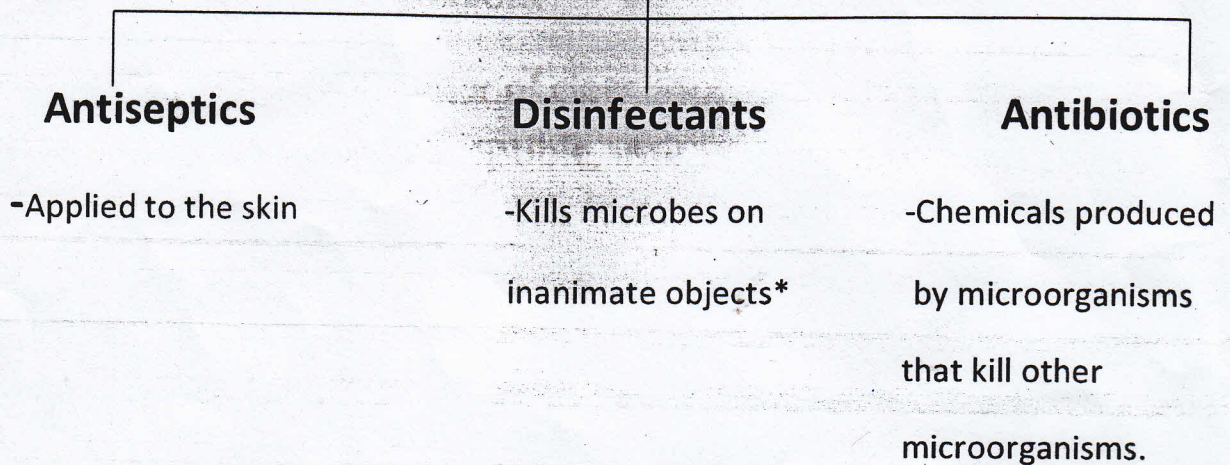 Antiseptics
-Applied to the skin
Disinfectants
-Kills microbes on
inanimate objects*
Antibiotics
-Chemicals produced
by microorganisms
that kill other
microorganisms.